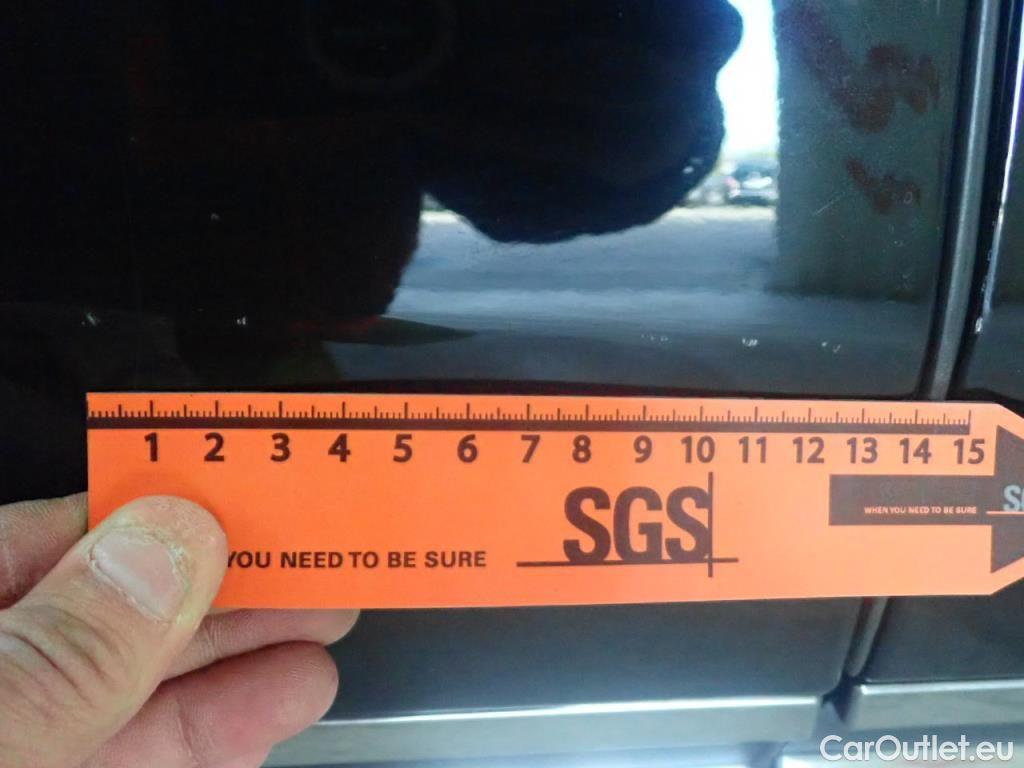 1 2 3 4 5 6 7 8 9 10 11 12 13 14 15
SGS
WHEN YOU NEED TO BE SURE
YOU NEED TO BE SURE
CarOutlet.eu